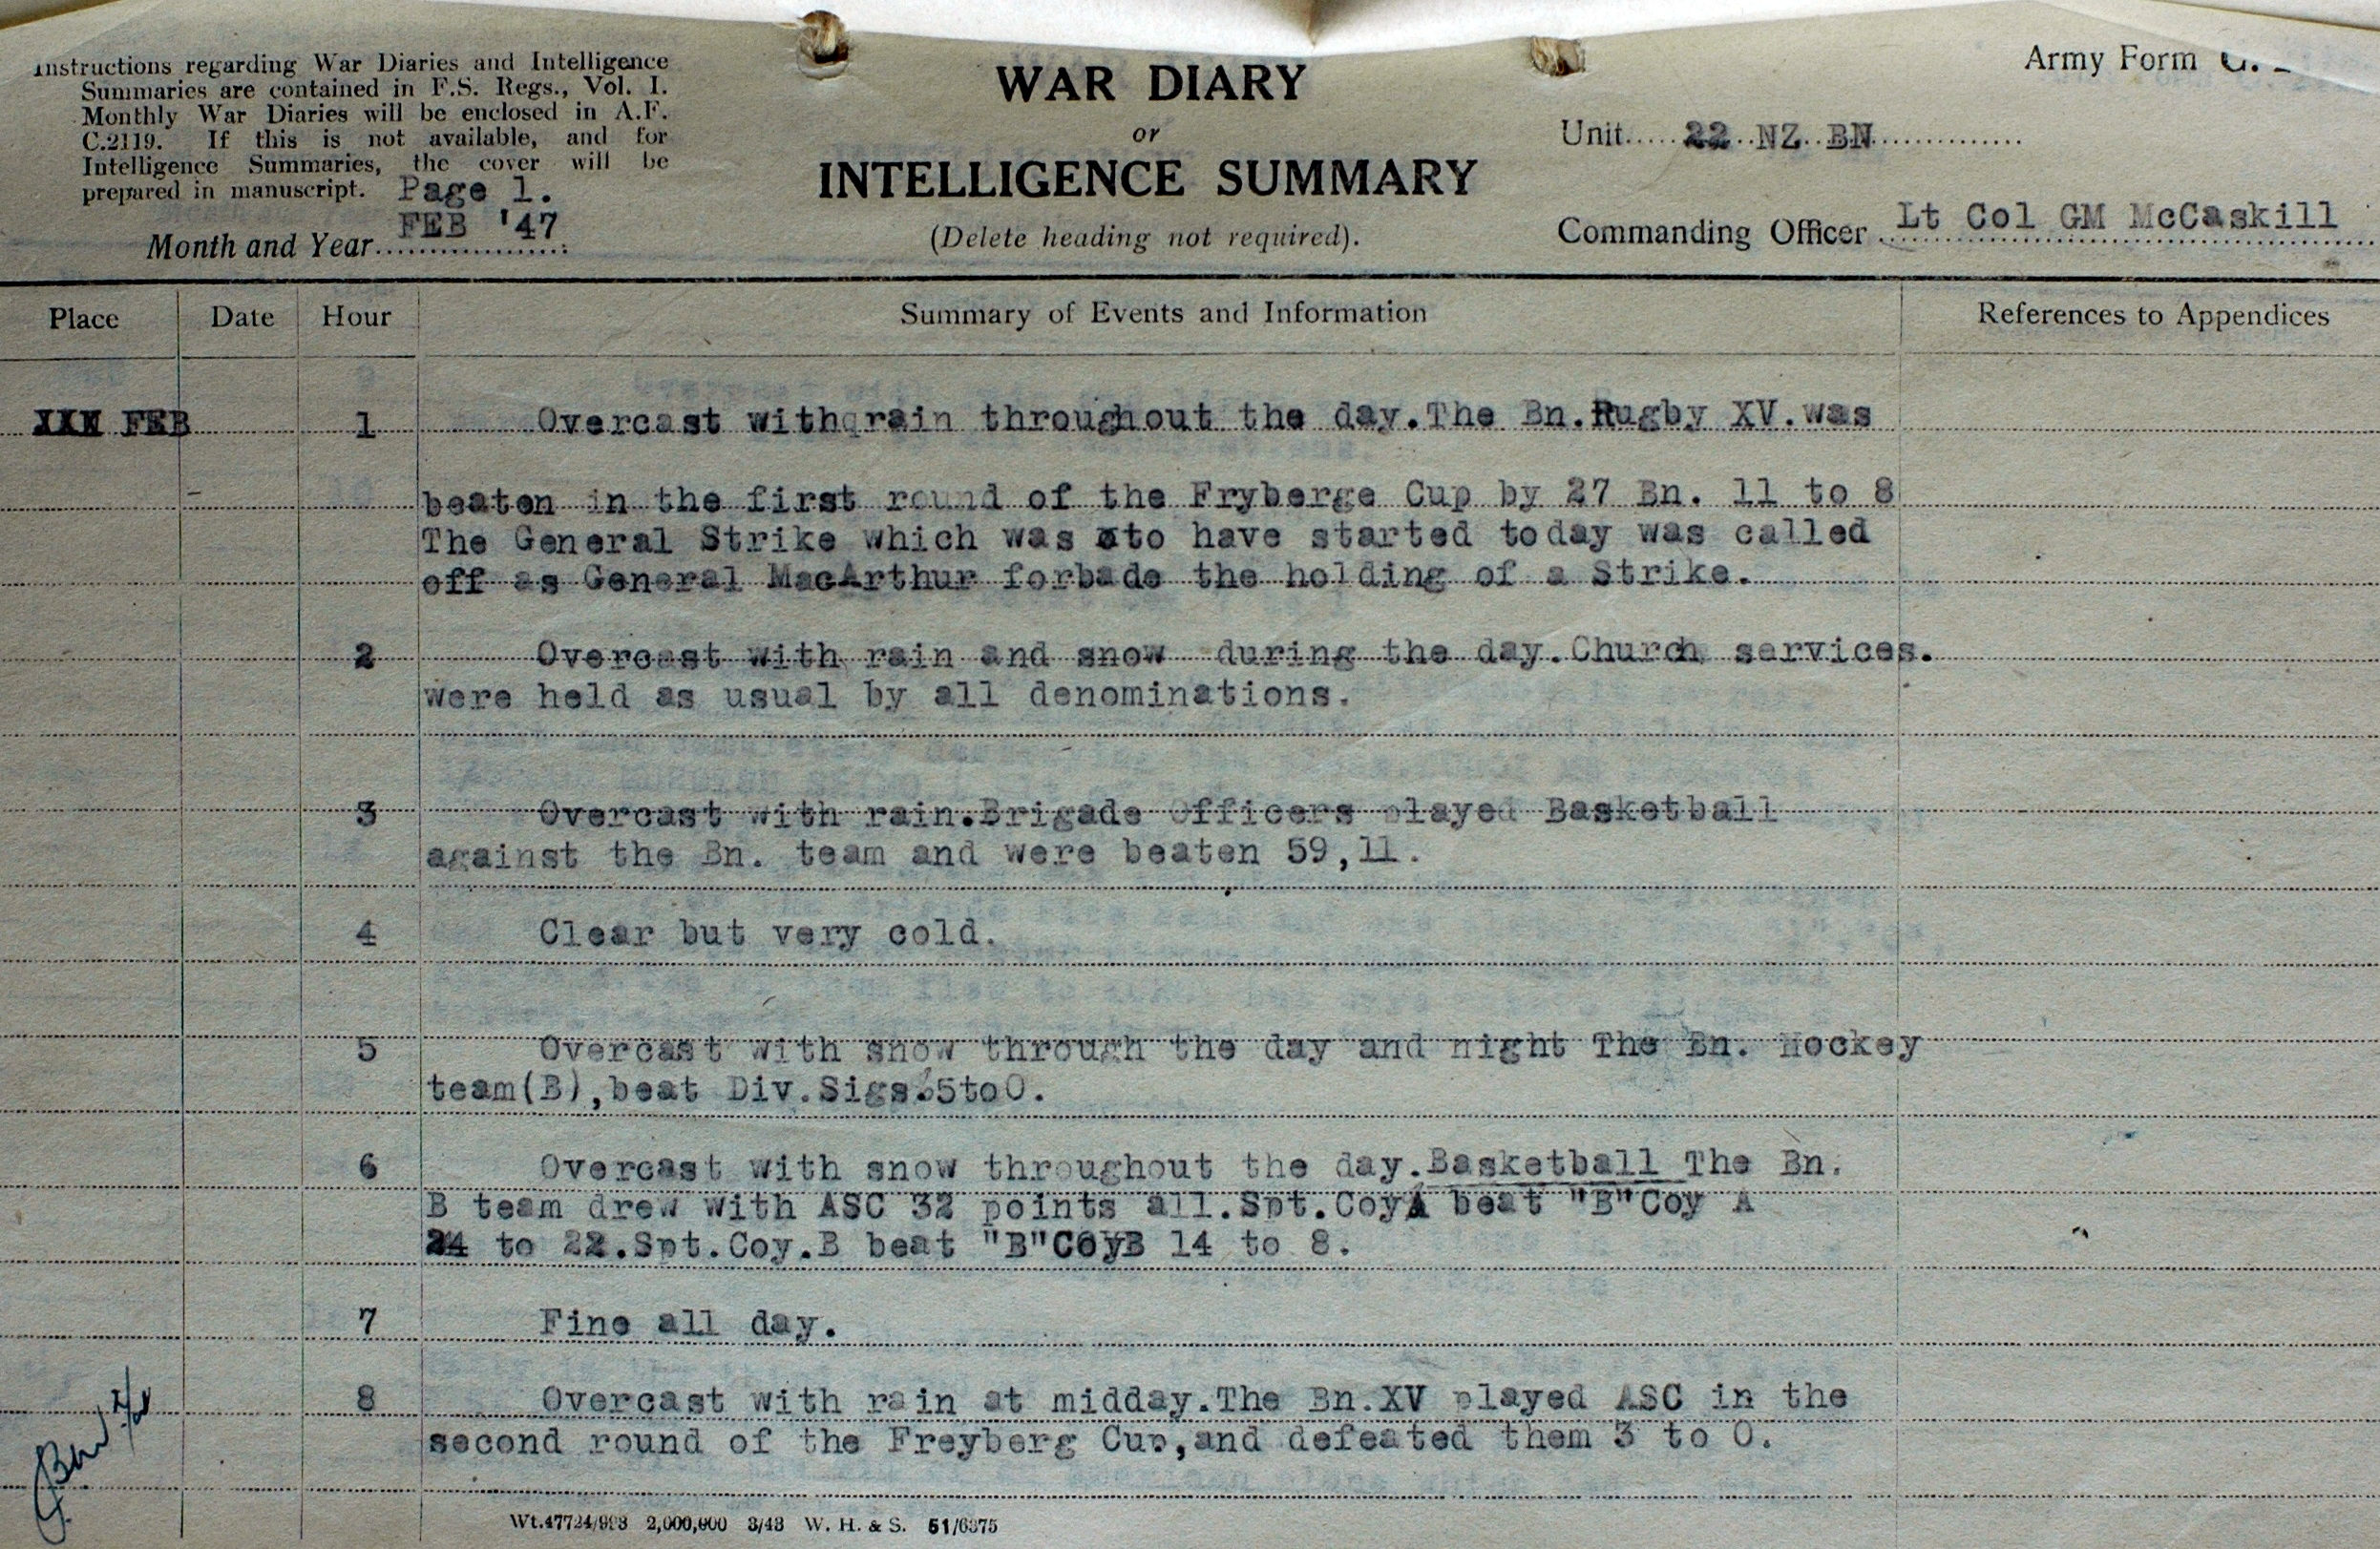 Instructions regarding War Diaries and Intelligence
Summaries are contained in F.S. Regs., Vol. I.
Monthly War Diaries will be enclosed in A.F.
C.2119. If this is not available, and for
Intelligence Summaries, the cover will be
prepared in manuscript. Page 1.
FEB '47
Month and Year
WAR DIARY
or
INTELLIGENCE SUMMARY
(Delete heading not required).
Army Form
Unit 22 NZ BN
Commanding Officer Lt Col GM McCaskill
Place Date Hour Summary of Events and Information References to Appendices
FEB 1 Overcast withqrain throughout the day.The Bn.Rugby XV.was
beaten in the first round of the Fryberge Cup by 27 Bn. 11 to 8
The General Strike which was to have started today was called
off as General MacArthur forbade the holding of a Strike.
2 Overcast with rain and snow during the day.Church services.
were held as usual by all denominations.
3 Overcast with rain.Brigade Officers played Basketball
against the Bn. team and were beaten 59,11.
4 Clear but very cold.
5 Overcast with snow through the day and night The Bn. Hockey
team(B),beat Div.Sigs.5to0.
6 Overcast with snow throughout the day.Basketball The Bn.
B team drew with ASC 32 points all.Spt.CoyA beat "B"Coy A
24 to 22.Spt.Coy.B beat "B"CoyB 14 to 8.
7 Fine all day.
8 Overcast with rain at midday.The Bn.XV played ASC in the
second round of the Freyberg Cup,and defeated them 3 to 0.
Wt.47724/993 2,000,000 3/43 W. H. & S. 51/6375